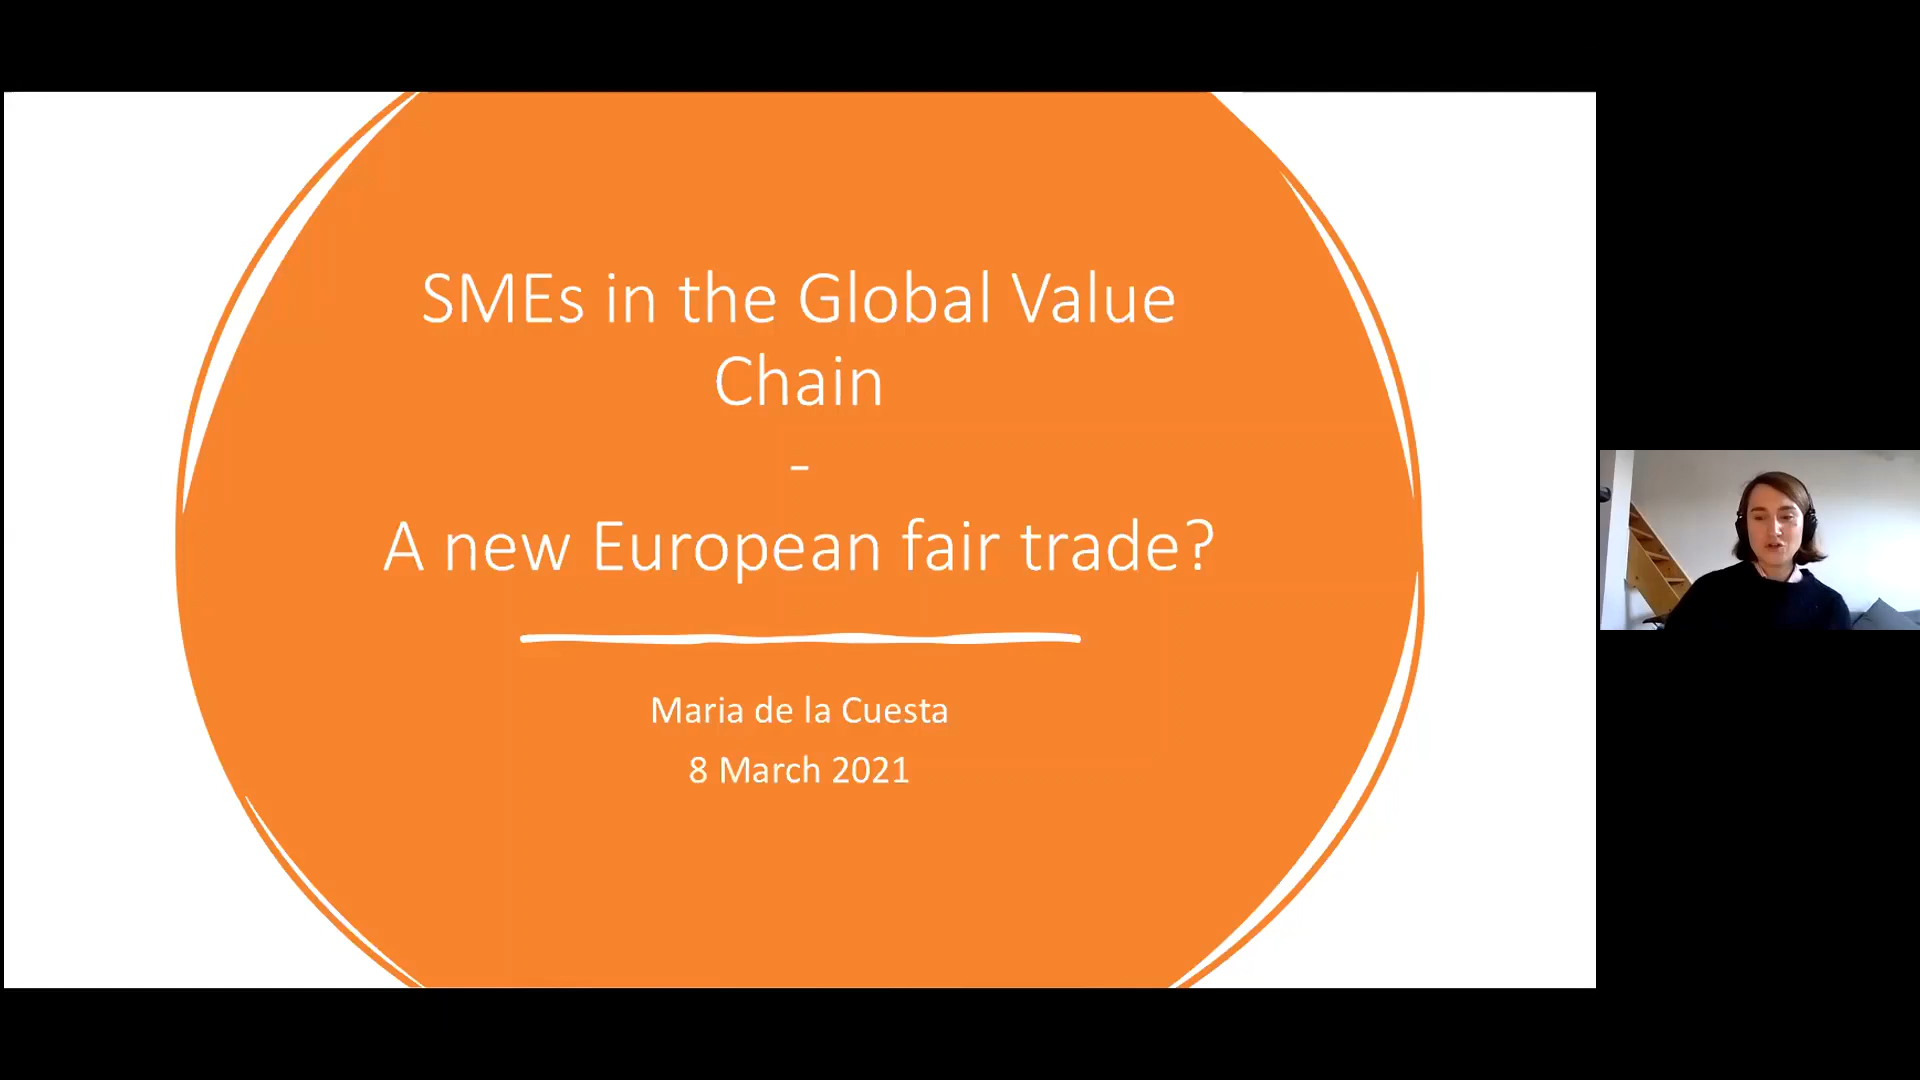 SMEs in the Global Value
Chain
-
A new European fair trade?
Maria de la Cuesta
8 March 2021